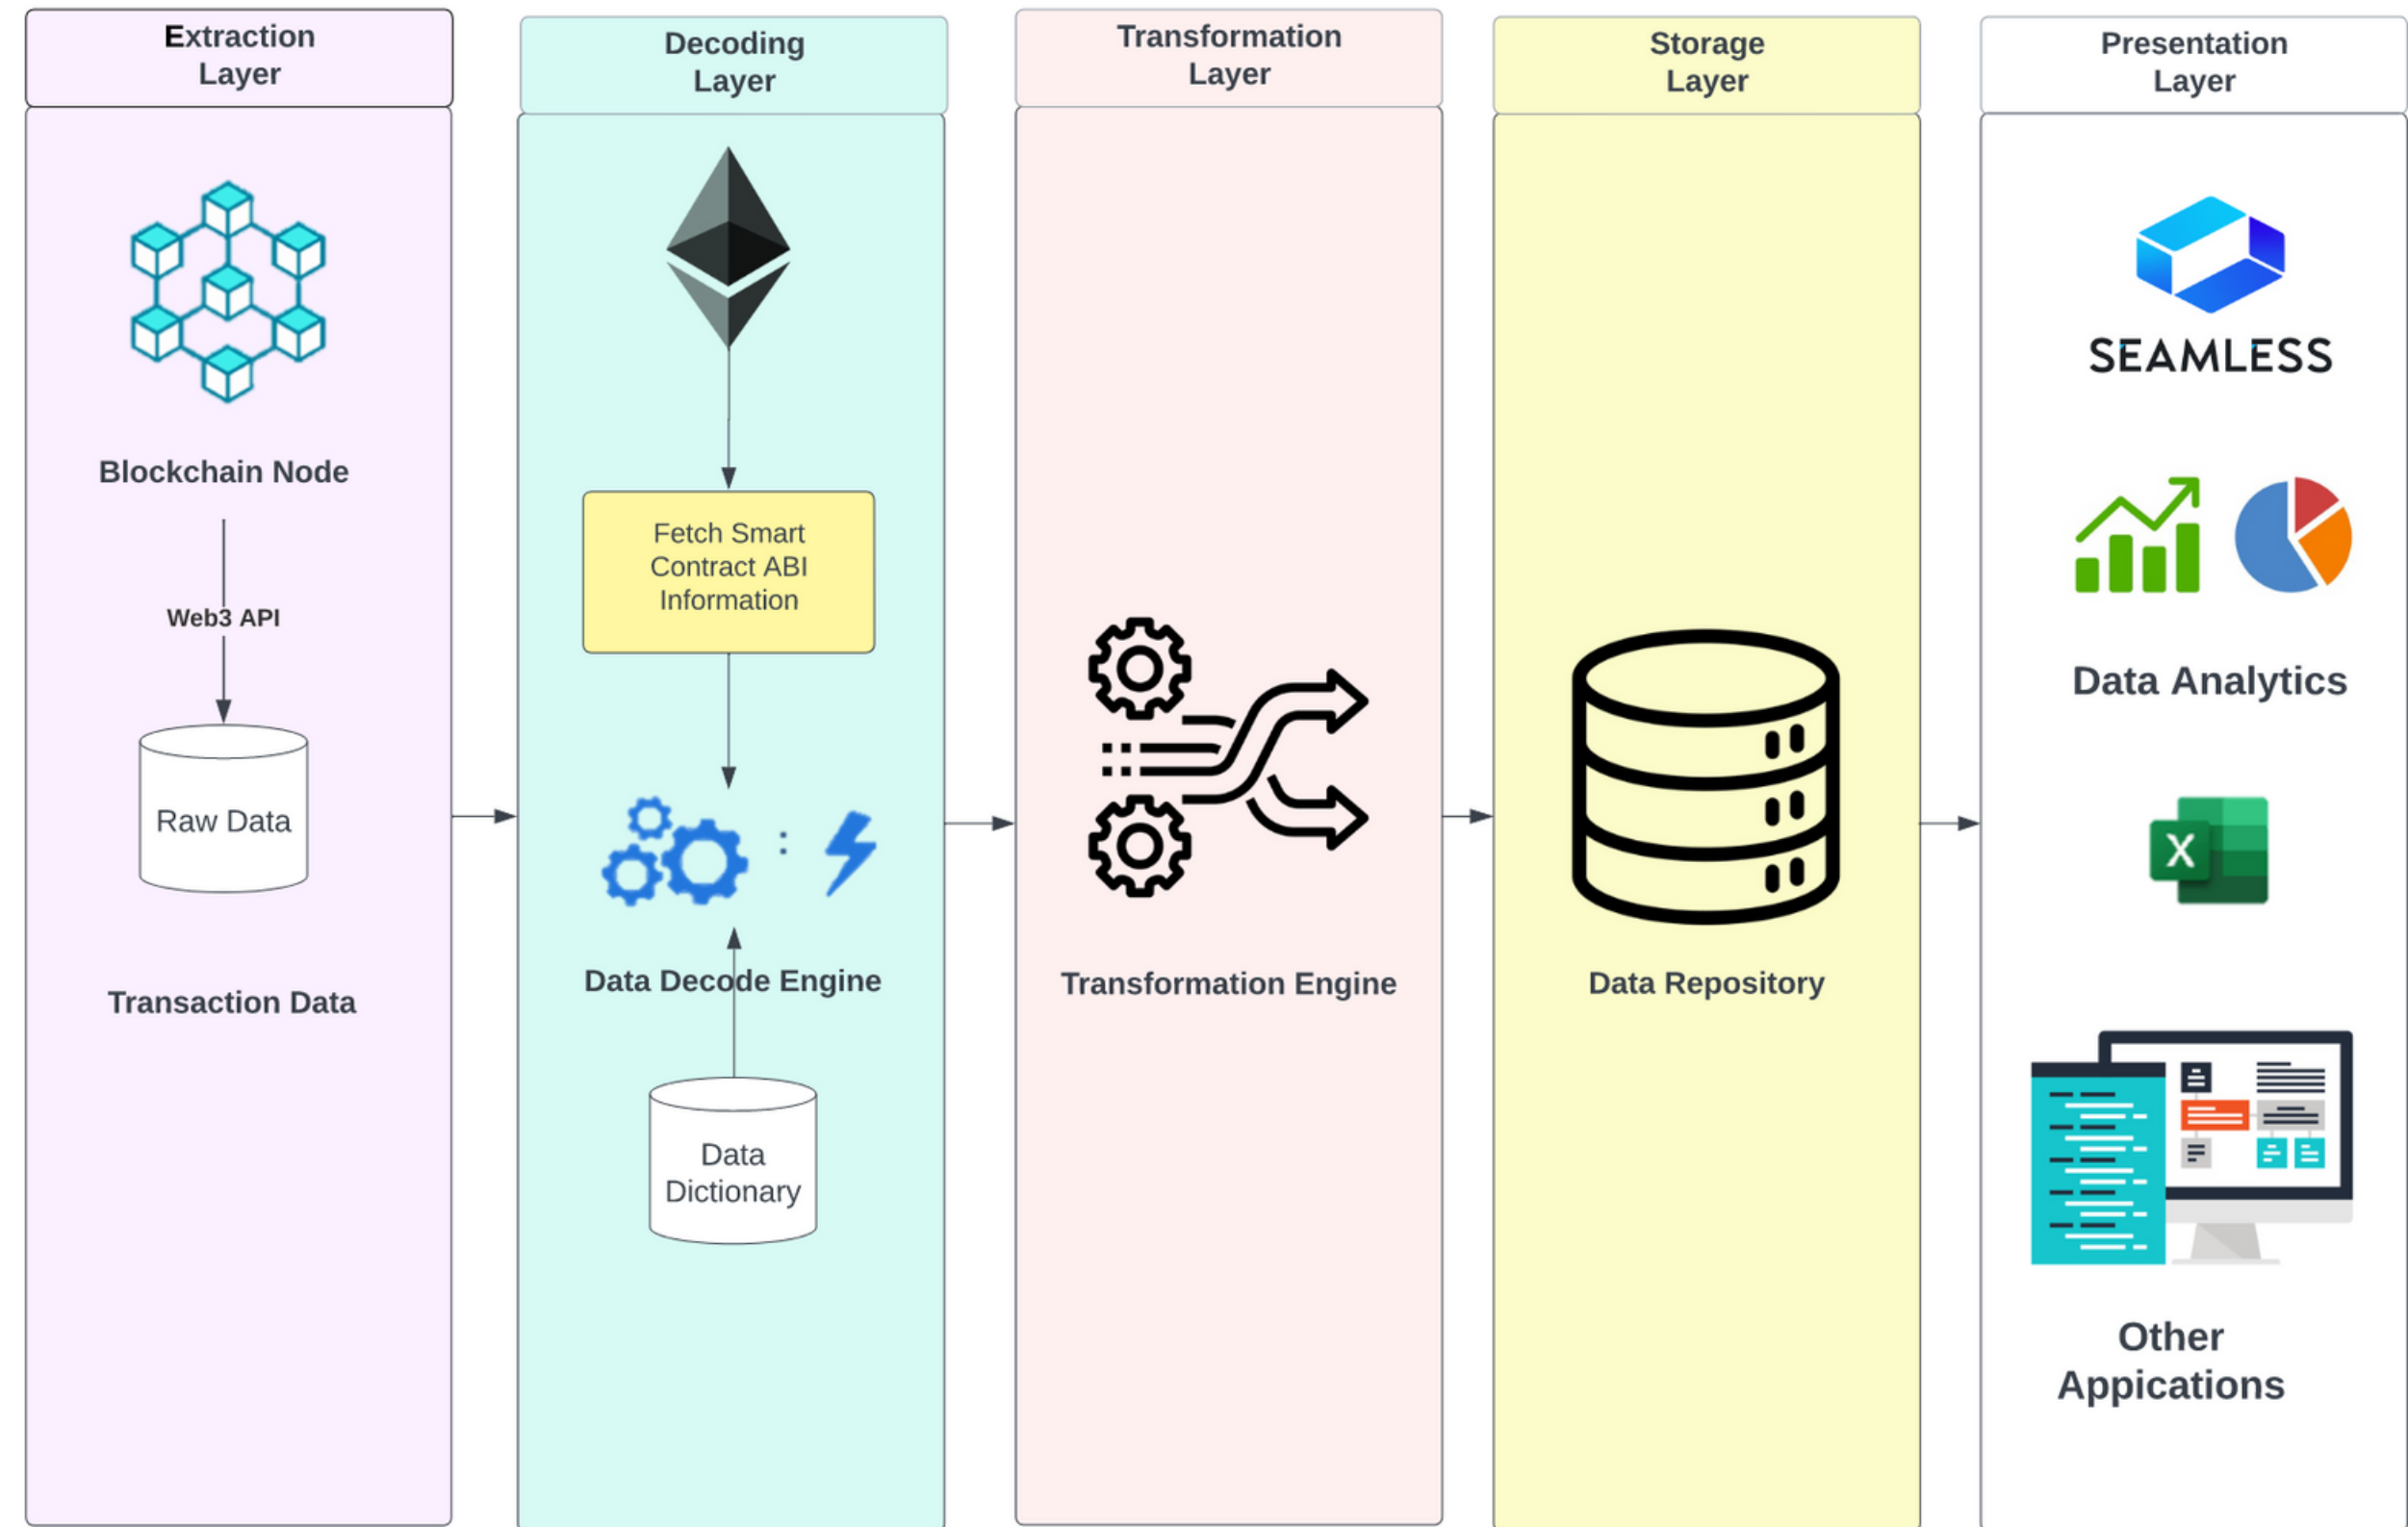 Extraction
Layer
Blockchain Node
Web3 API
Raw Data
Transaction Data
Decoding
Layer
Fetch Smart
Contract ABI
Information
:
Data Decode Engine
Data
Dictionary
Transformation
Layer
Transformation Engine
Storage
Layer
Data Repository
Presentation
Layer
SEAMLESS
Data Analytics
X
Other
Appications